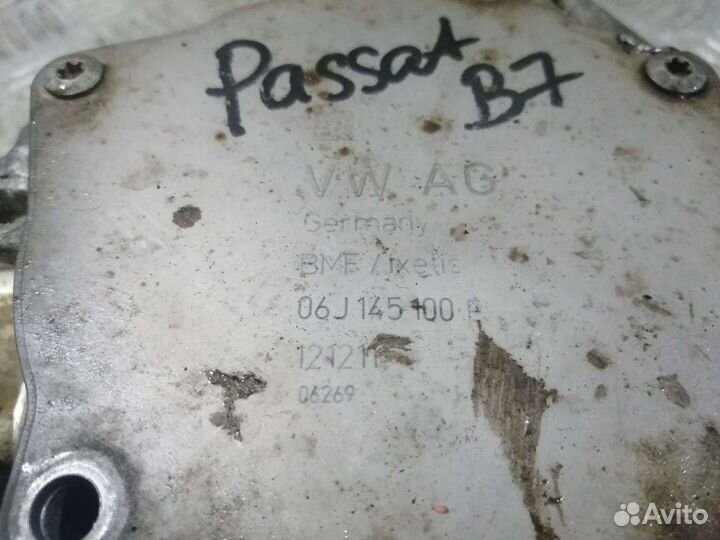 Passat
B7
VW AG
Germany
BMF / ixetic
06J 145 100 F
121211
06269
Avito